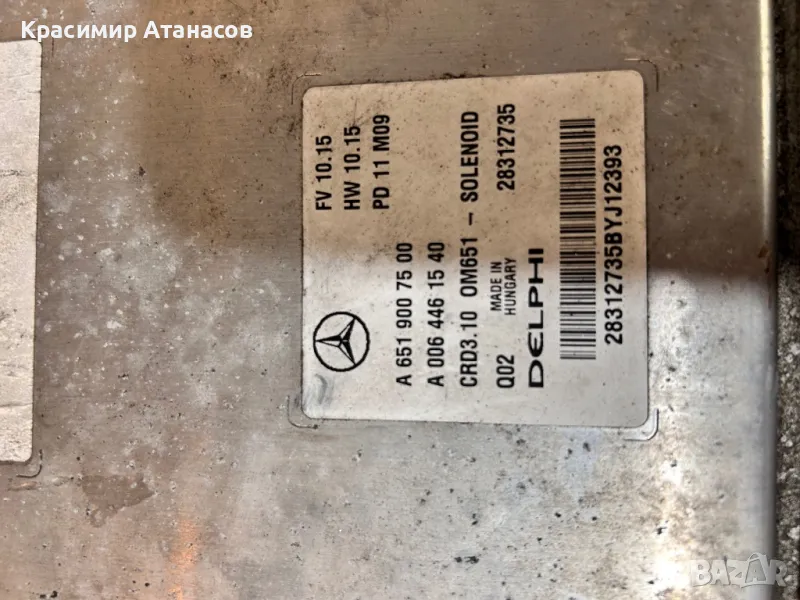 Красимир Атанасов
FV 10.15
HW 10.15
PD 11 M09
A 651 900 75 00
A 006 446 15 40
CRD3.10 OM651 - SOLENOID
Q02 MADE IN HUNGARY 28312735
DELPHI
28312735BYJ12393
BAZAR